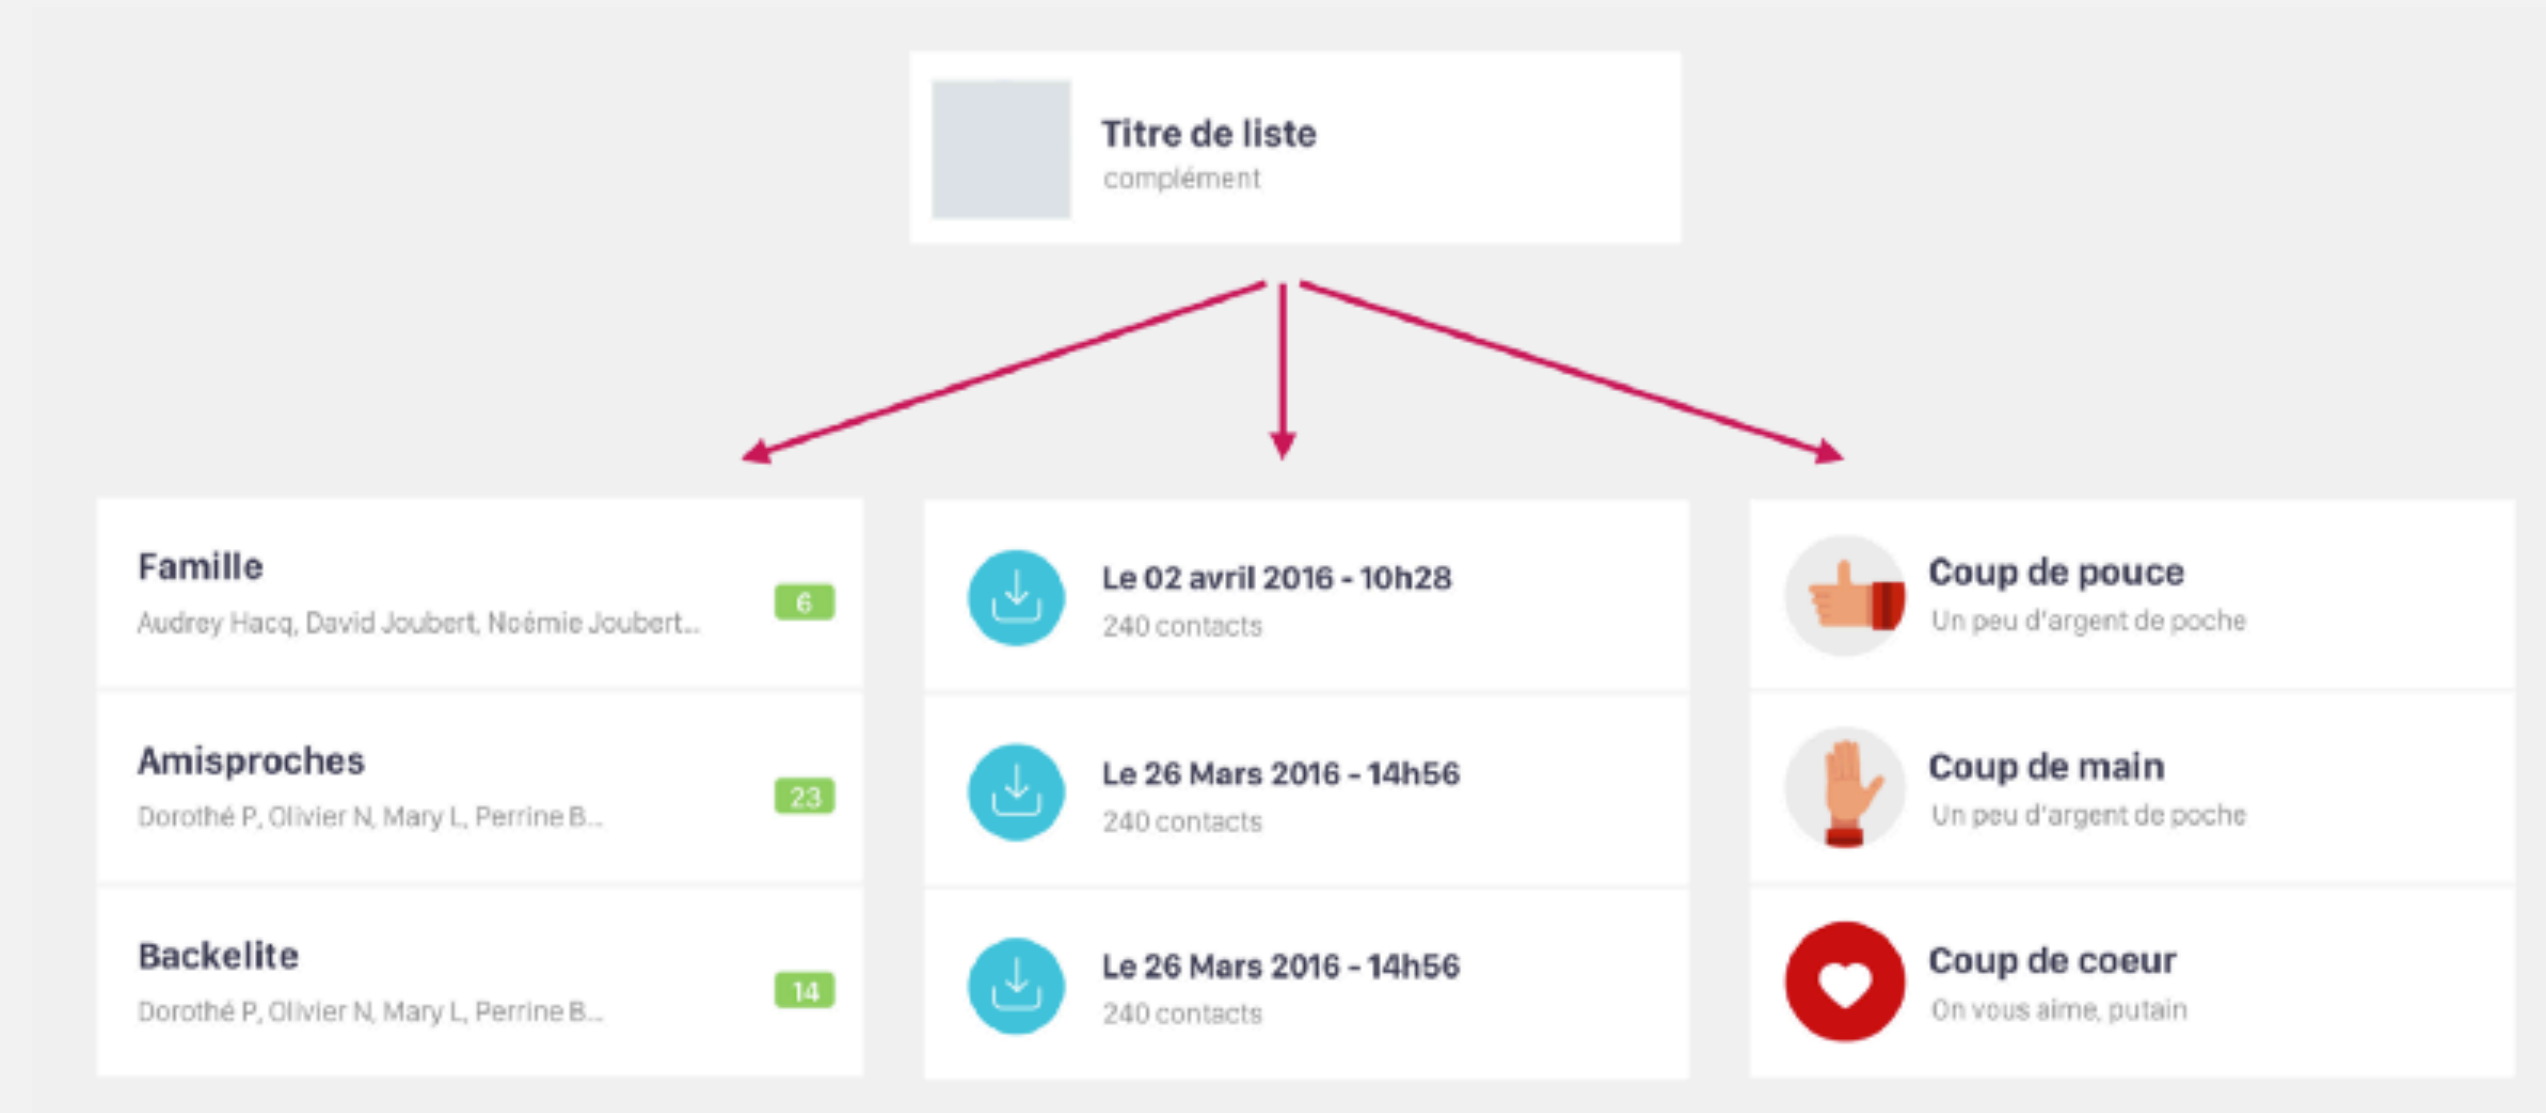 Titre de liste
complément
Famille
Audrey Hacq, David Joubert, Noémie Joubert...
6
Amisproches
Dorothé P, Olivier N, Mary L, Perrine B...
23
Backelite
Dorothé P, Olivier N, Mary L, Perrine B...
14
Le 02 avril 2016 - 10h28
240 contacts
Le 26 Mars 2016 - 14h56
240 contacts
Le 26 Mars 2016 - 14h56
240 contacts
Coup de pouce
Un peu d'argent de poche
Coup de main
Un peu d'argent de poche
Coup de coeur
On vous aime, putain